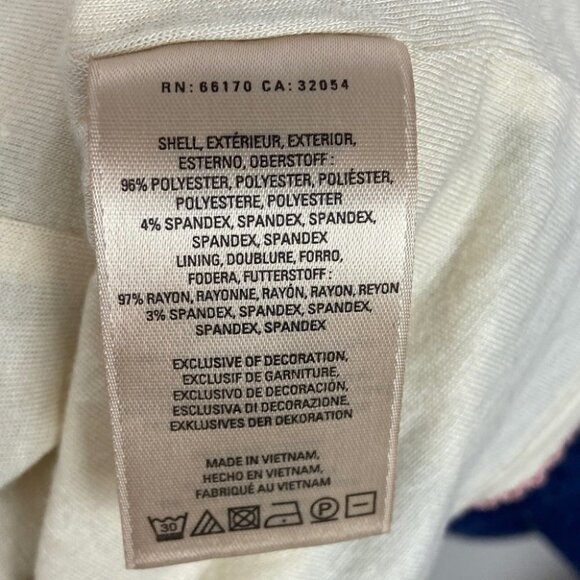 RN: 66170 CA: 32054
SHELL, EXTÉRIEUR, EXTERIOR,
ESTERNO, OBERSTOFF :
96% POLYESTER, POLYESTER, POLIÉSTER,
POLYESTERE, POLYESTER
4% SPANDEX, SPANDEX, SPANDEX,
SPANDEX, SPANDEX
LINING, DOUBLURE, FORRO,
FODERA, FUTTERSTOFF :
97% RAYON, RAYONNE, RAYÓN, RAYON, REYON
3% SPANDEX, SPANDEX, SPANDEX,
SPANDEX, SPANDEX
EXCLUSIVE OF DECORATION,
EXCLUSIF DE GARNITURE,
EXCLUSIVO DE DECORACIÓN,
ESCLUSIVA DI DECORAZIONE,
EXKLUSIVES DER DEKORATION
MADE IN VIETNAM,
HECHO EN VIETNAM,
FABRIQUÉ AU VIETNAM,
30 P